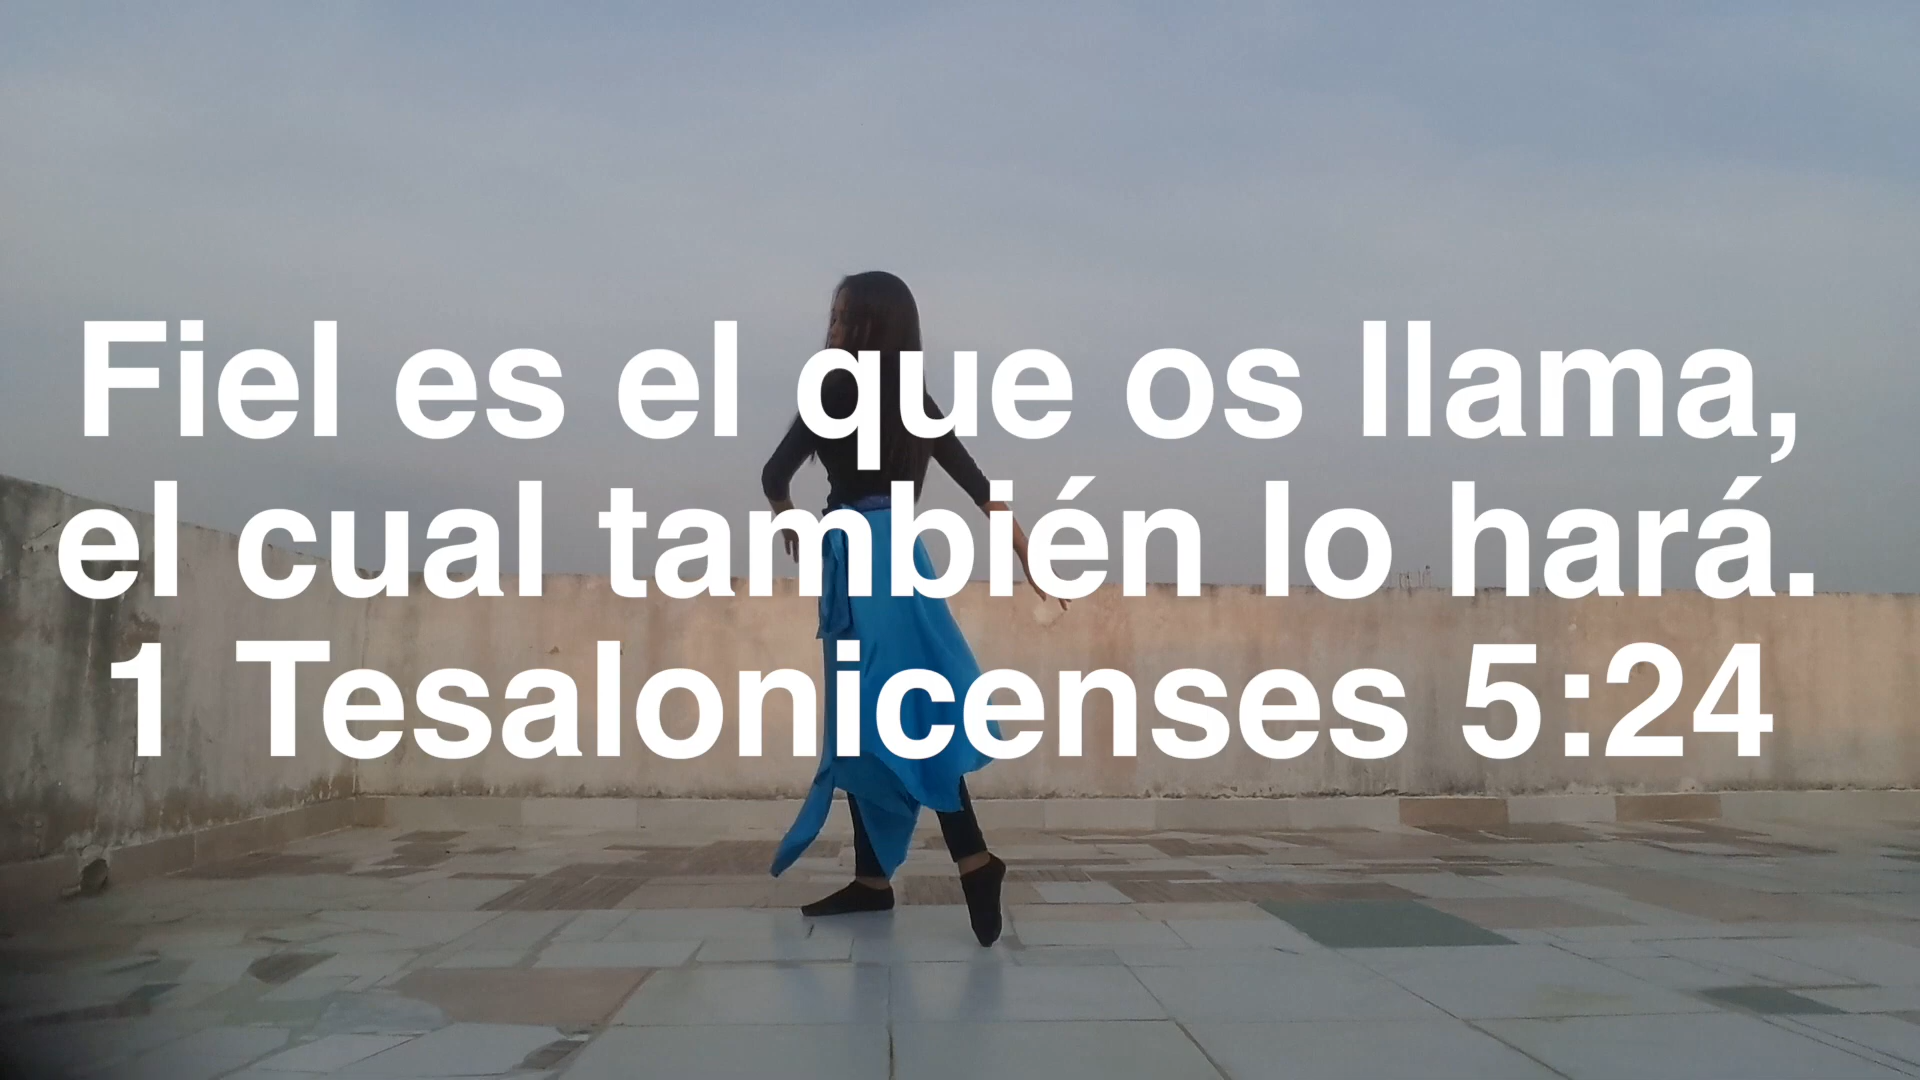 Fiel es el que os llama,
el cual también lo hará.
1 Tesalonicenses 5:24